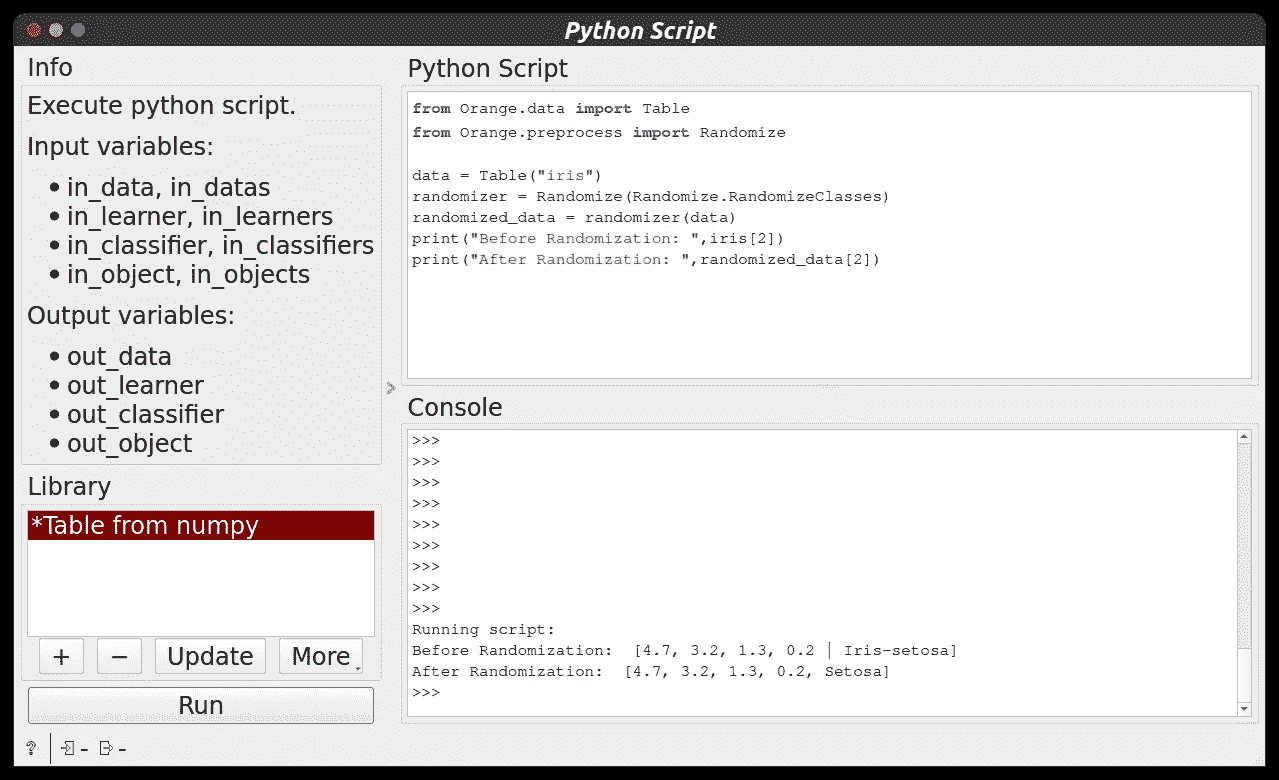 Python Script
Info
Execute python script.
Input variables:
• in_data, in_datas
• in_learner, in_learners
• in_classifier, in_classifiers
• in_object, in_objects
Output variables:
• out_data
• out_learner
• out_classifier
• out_object
Library
*Table from numpy
+ − Update More
Run
? - -
Python Script
from Orange.data import Table
from Orange.preprocess import Randomize
data = Table("iris")
randomizer = Randomize(Randomize.RandomizeClasses)
randomized_data = randomizer(data)
print("Before Randomization: ",iris[2])
print("After Randomization: ",randomized_data[2])
Console
>>>
>>>
>>>
>>>
>>>
>>>
>>>
>>>
>>>
Running script:
Before Randomization:  [4.7, 3.2, 1.3, 0.2 | Iris-setosa]
After Randomization:  [4.7, 3.2, 1.3, 0.2, Setosa]
>>>